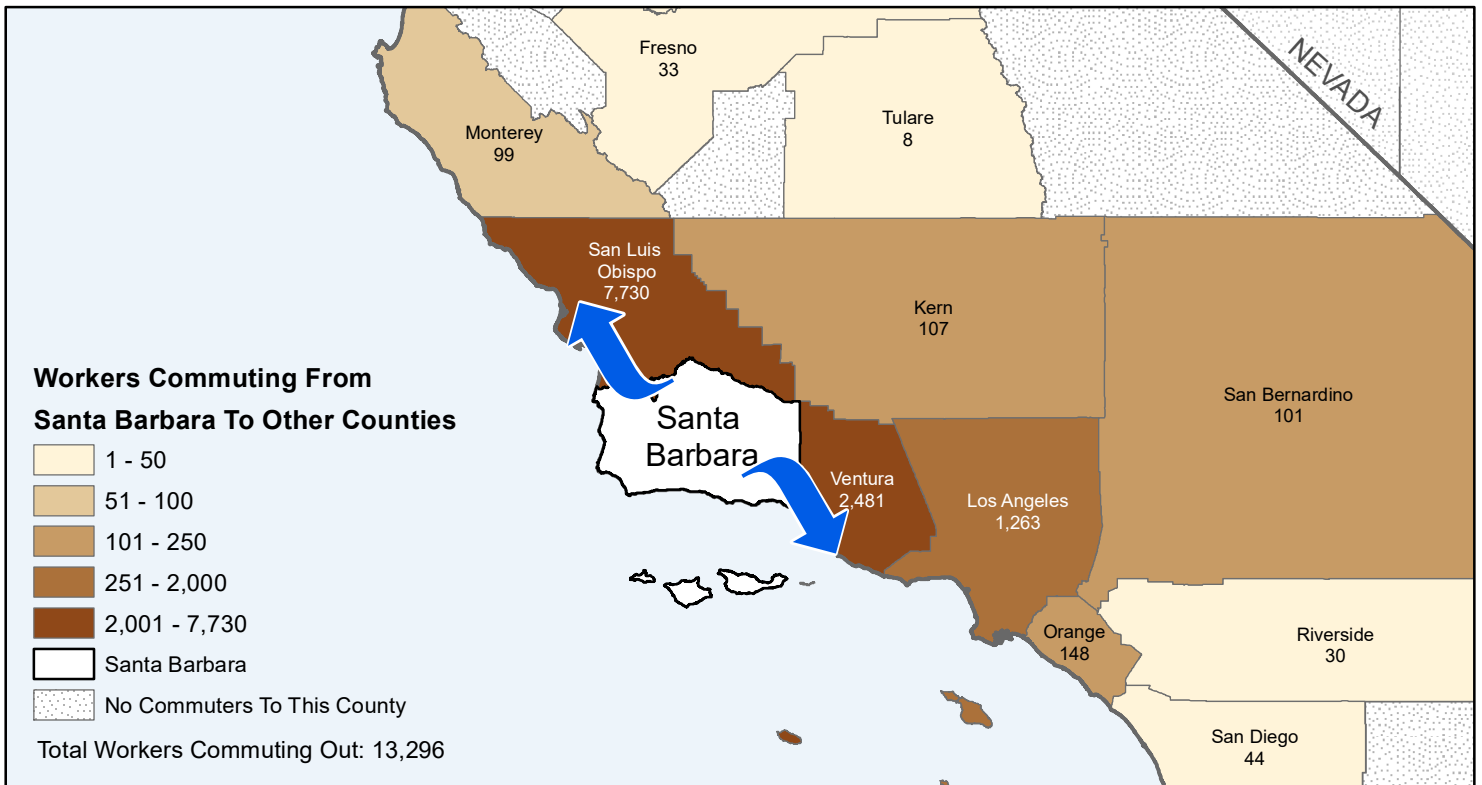 Fresno
33
NEVADA
Tulare
8
Monterey
99
San Luis
Obispo
7,730
Kern
107
San Bernardino
101
Santa
Barbara
Ventura
2,481
Los Angeles
1,263
Orange
148
Riverside
30
San Diego
44
Workers Commuting From
Santa Barbara To Other Counties
1 - 50
51 - 100
101 - 250
251 - 2,000
2,001 - 7,730
Santa Barbara
No Commuters To This County
Total Workers Commuting Out: 13,296